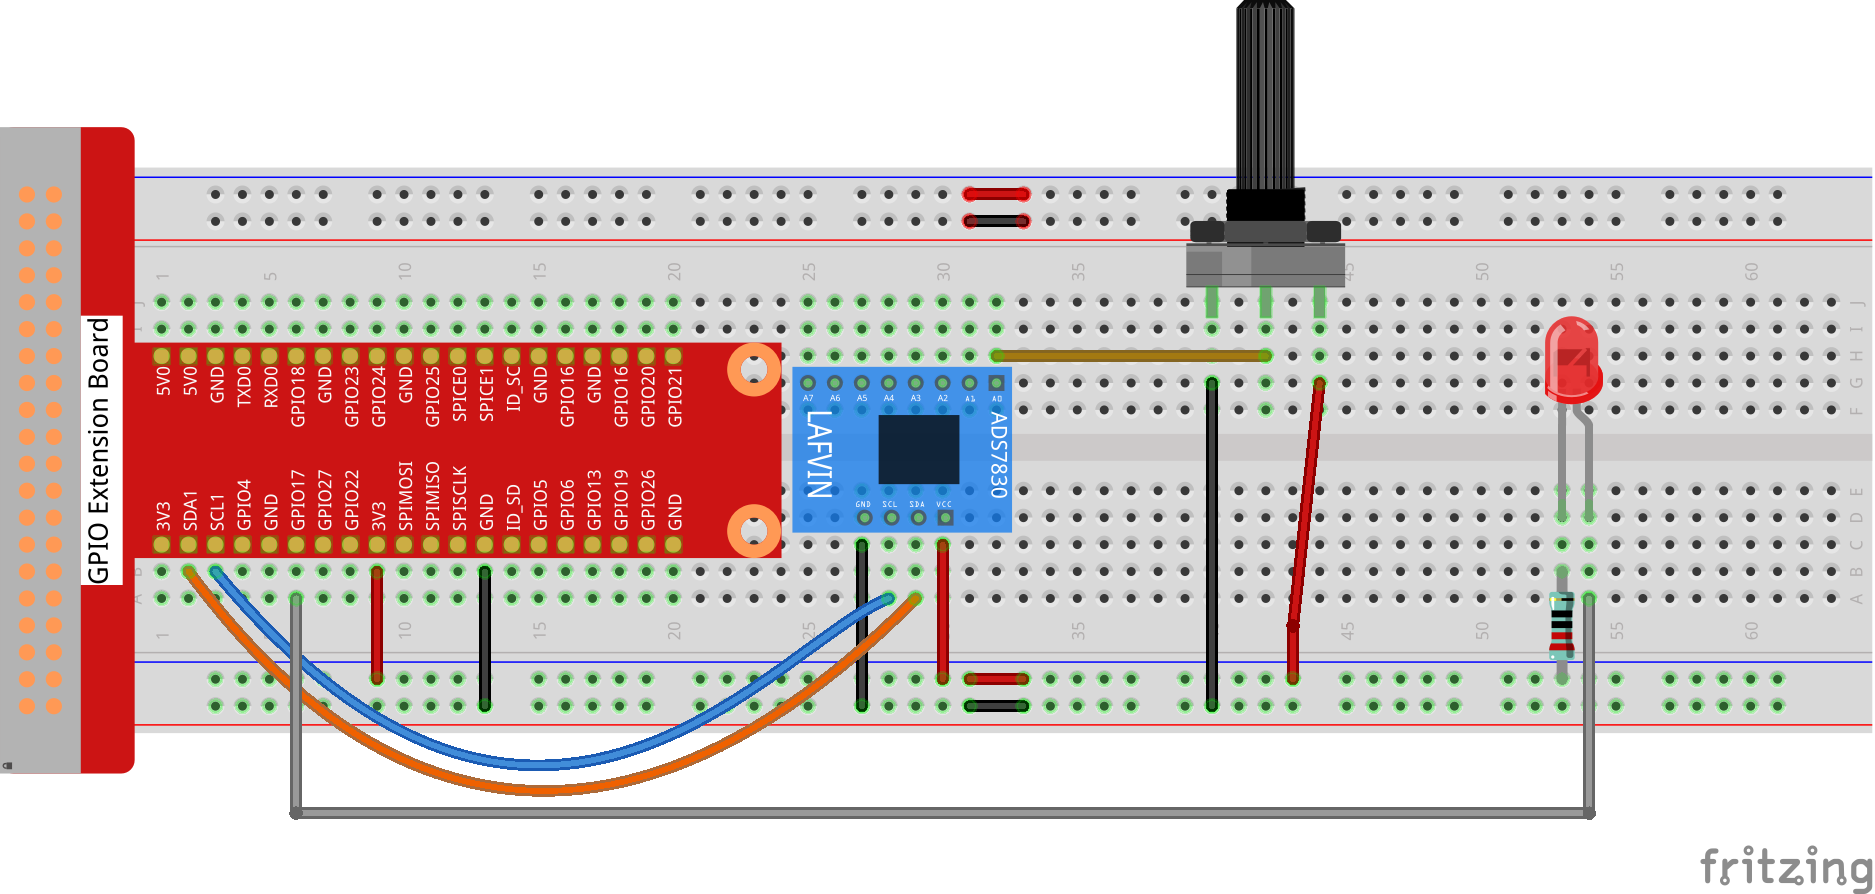 GPIO Extension Board
1 5 10 15 20 25 30 35 45 50 55 60
J
I
H
G
F
5V0 5V0 GND TXD0 RXD0 GPIO18 GND GPIO23 GPIO24 GND GPIO25 SPICE0 SPICE1 ID_SC GND GPIO16 GND GPIO16 GPIO20 GPIO21
A7 A6 A5 A4 A3 A2 A1 A0
LAFVIN
ADS7830
3V3 SDA1 SCL1 GPIO4 GND GPIO17 GPIO27 GPIO22 3V3 SPIMOSI SPIMISO SPISCLK GND ID_SD GPIO5 GPIO6 GPIO13 GPIO19 GPIO26 GND
GND SCL SDA VCC
E
D
C
B B
A A
1 10 15 20 25 35 45 50 55 60
fritzing